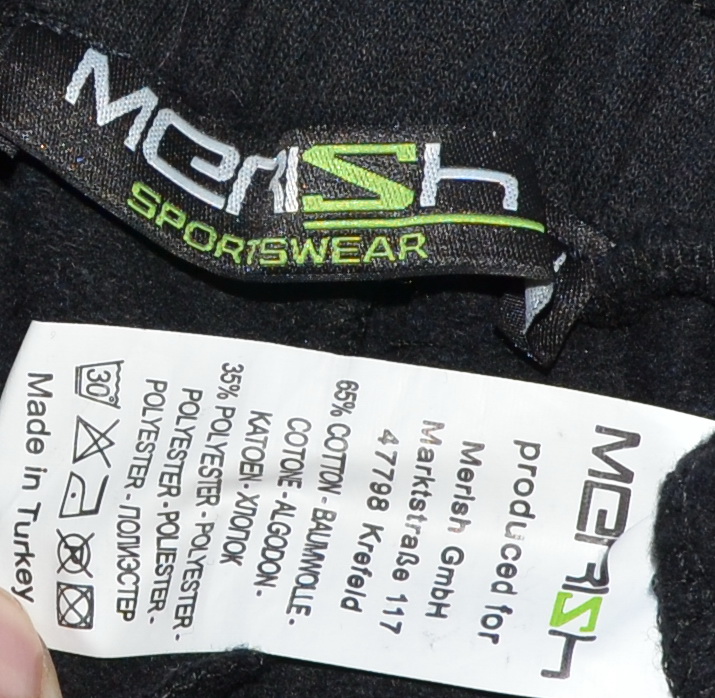 MerISh
SPORTSWEAR
MerISh
produced for
Merish GmbH
Marktstraße 117
47798 Krefeld
65% COTTON - BAUMWOLLE -
COTONE - ALGODON -
KATOEN - ХЛОПОК
35% POLYESTER - POLYESTER -
POLYESTER - POLIESTER -
POLYESTER - ПОЛИЭСТЕР
30°
Made in Turkey